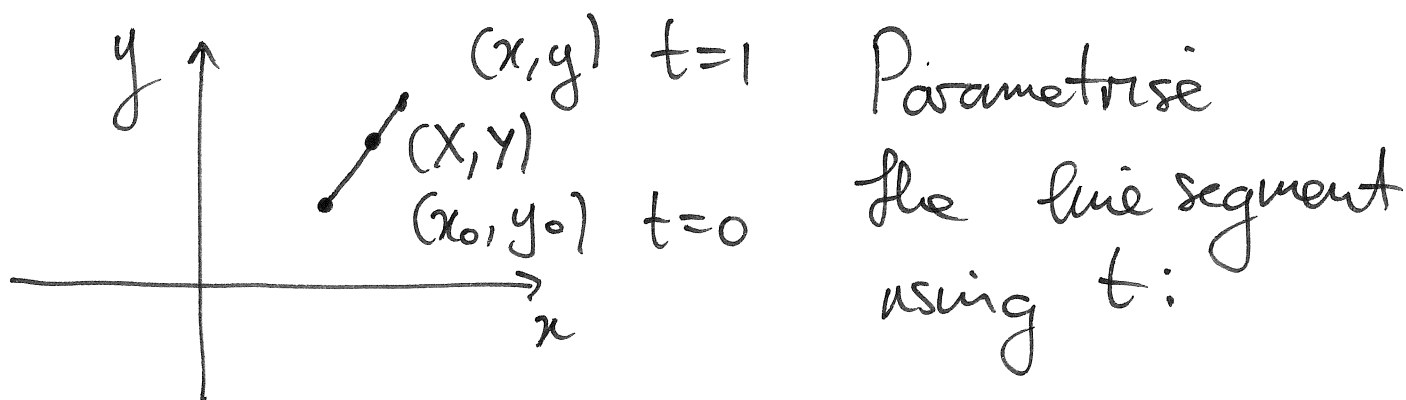 y
(x,y) t=1
(X,Y)
(x₀,y₀) t=0
x
Parametrise
the line segment
using t: